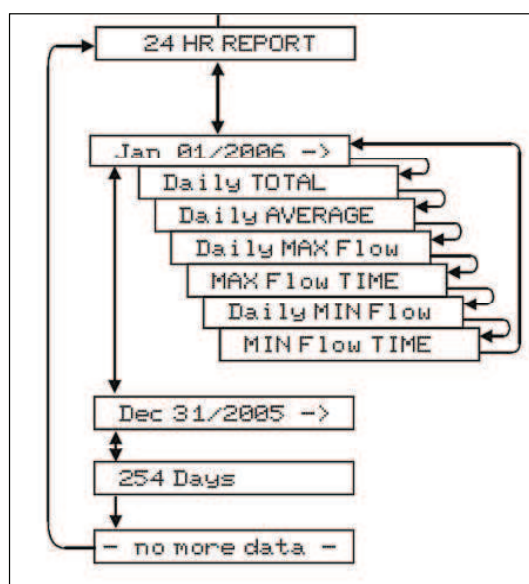 24 HR REPORT
Jan 01/2006 ->
Daily TOTAL
Daily AVERAGE
Daily MAX Flow
MAX Flow TIME
Daily MIN Flow
MIN Flow TIME
Dec 31/2005 ->
254 Days
- no more data -